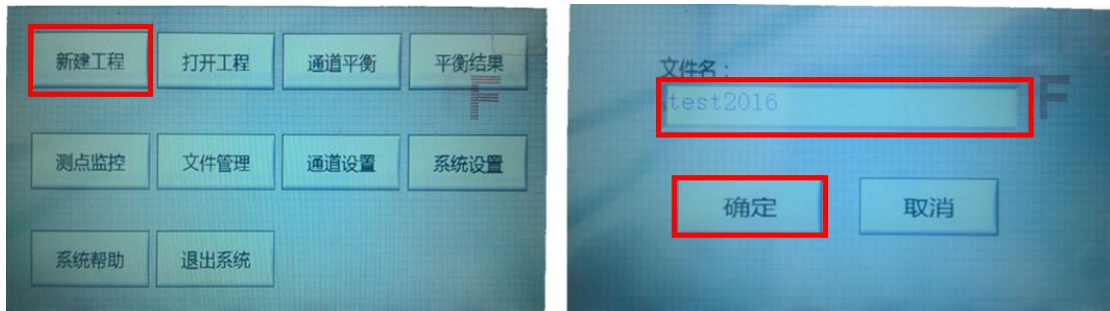 新建工程 打开工程 通道平衡 平衡结果
测点监控 文件管理 通道设置 系统设置
系统帮助 退出系统
文件名：
test2016
确定 取消